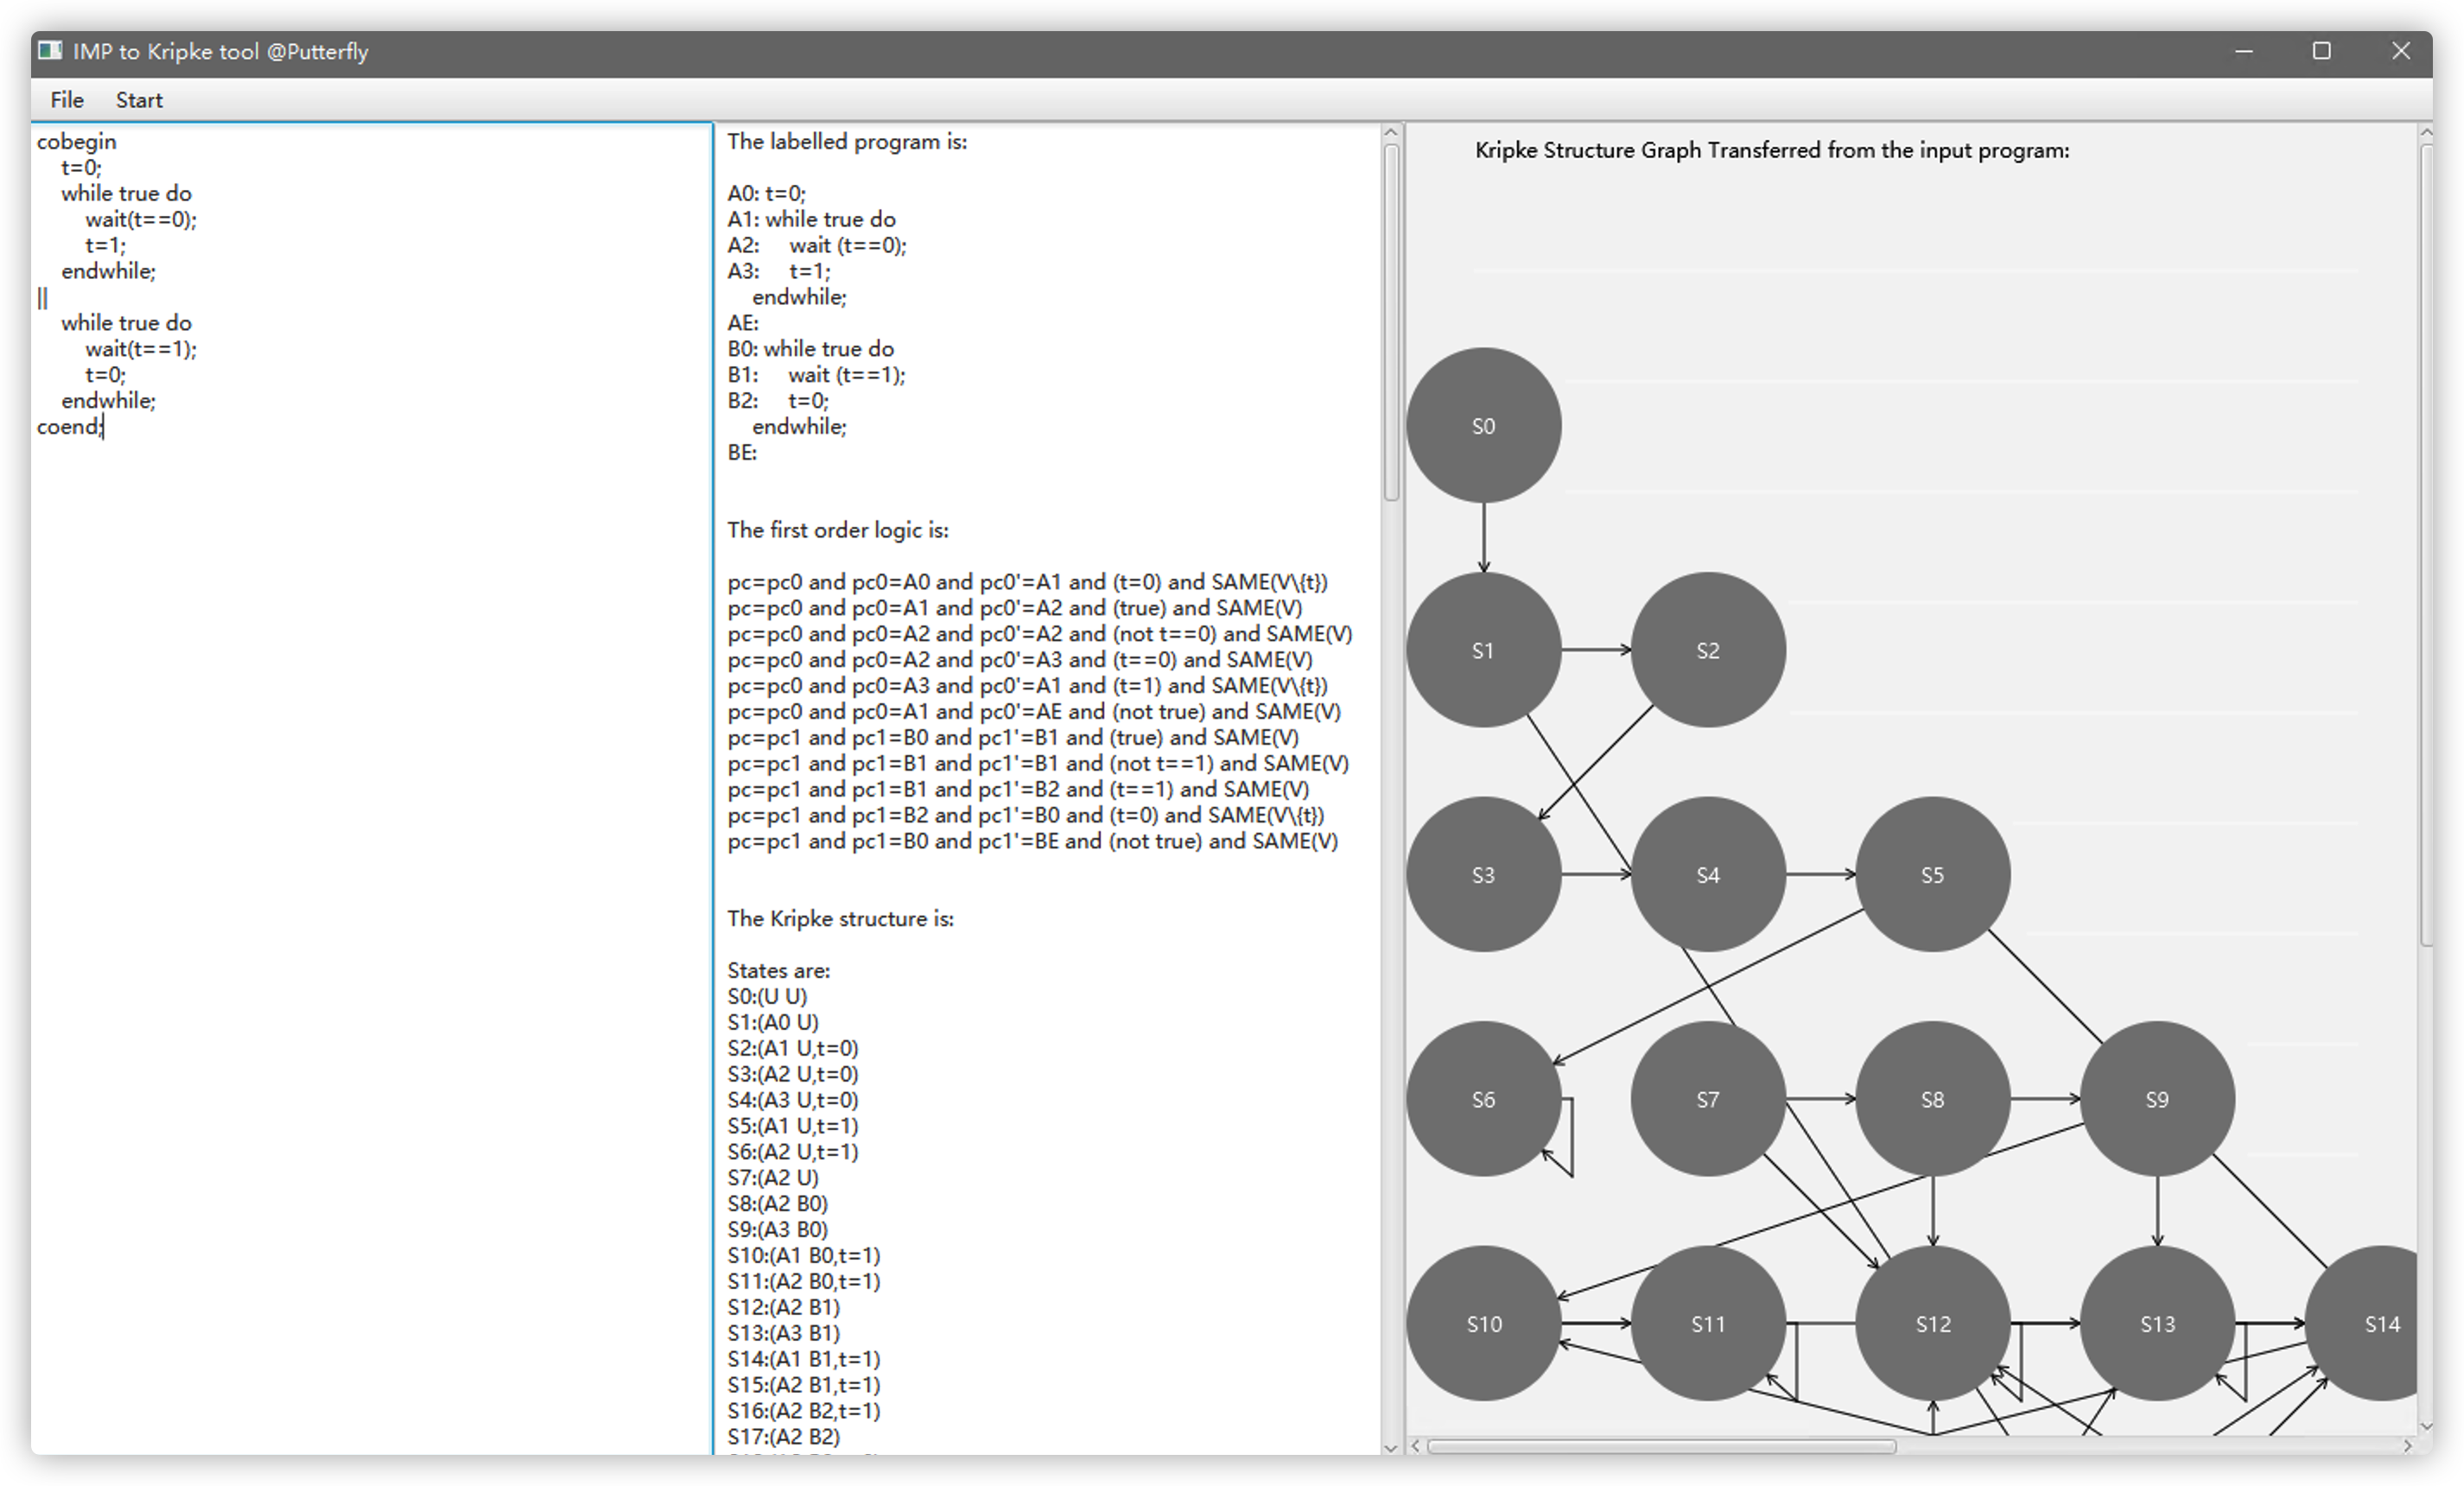 IMP to Kripke tool @Putterfly
File Start
cobegin
t=0;
while true do
wait(t==0);
t=1;
endwhile;
||
while true do
wait(t==1);
t=0;
endwhile;
coend;
The labelled program is:
A0: t=0;
A1: while true do
A2: wait (t==0);
A3: t=1;
endwhile;
AE:
B0: while true do
B1: wait (t==1);
B2: t=0;
endwhile;
BE:
The first order logic is:
pc=pc0 and pc0=A0 and pc0'=A1 and (t=0) and SAME(V\{t})
pc=pc0 and pc0=A1 and pc0'=A2 and (true) and SAME(V)
pc=pc0 and pc0=A2 and pc0'=A2 and (not t==0) and SAME(V)
pc=pc0 and pc0=A2 and pc0'=A3 and (t==0) and SAME(V)
pc=pc0 and pc0=A3 and pc0'=A1 and (t=1) and SAME(V\{t})
pc=pc0 and pc0=A1 and pc0'=AE and (not true) and SAME(V)
pc=pc1 and pc1=B0 and pc1'=B1 and (true) and SAME(V)
pc=pc1 and pc1=B1 and pc1'=B1 and (not t==1) and SAME(V)
pc=pc1 and pc1=B1 and pc1'=B2 and (t==1) and SAME(V)
pc=pc1 and pc1=B2 and pc1'=B0 and (t=0) and SAME(V\{t})
pc=pc1 and pc1=B0 and pc1'=BE and (not true) and SAME(V)
The Kripke structure is:
States are:
S0:(U U)
S1:(A0 U)
S2:(A1 U,t=0)
S3:(A2 U,t=0)
S4:(A3 U,t=0)
S5:(A1 U,t=1)
S6:(A2 U,t=1)
S7:(A2 U)
S8:(A2 B0)
S9:(A3 B0)
S10:(A1 B0,t=1)
S11:(A2 B0,t=1)
S12:(A2 B1)
S13:(A3 B1)
S14:(A1 B1,t=1)
S15:(A2 B1,t=1)
S16:(A2 B2,t=1)
S17:(A2 B2)
Kripke Structure Graph Transferred from the input program:
S0
S1 S2
S3 S4 S5
S6 S7 S8 S9
S10 S11 S12 S13 S14